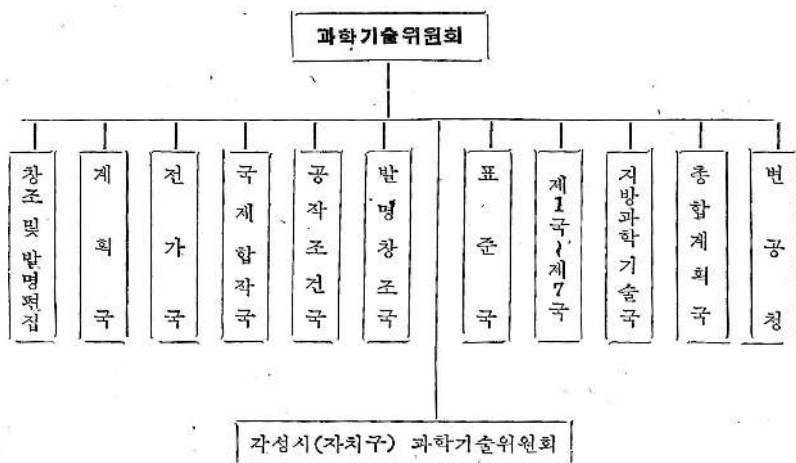 과학기술위원회
창조 및 발명편집
계획국
전가국
국제합작국
공작조건국
발명창조국
표준국
제1국~제7국
지방과학기술국
총합계획국
변공청
각성시(자치구) 과학기술위원회